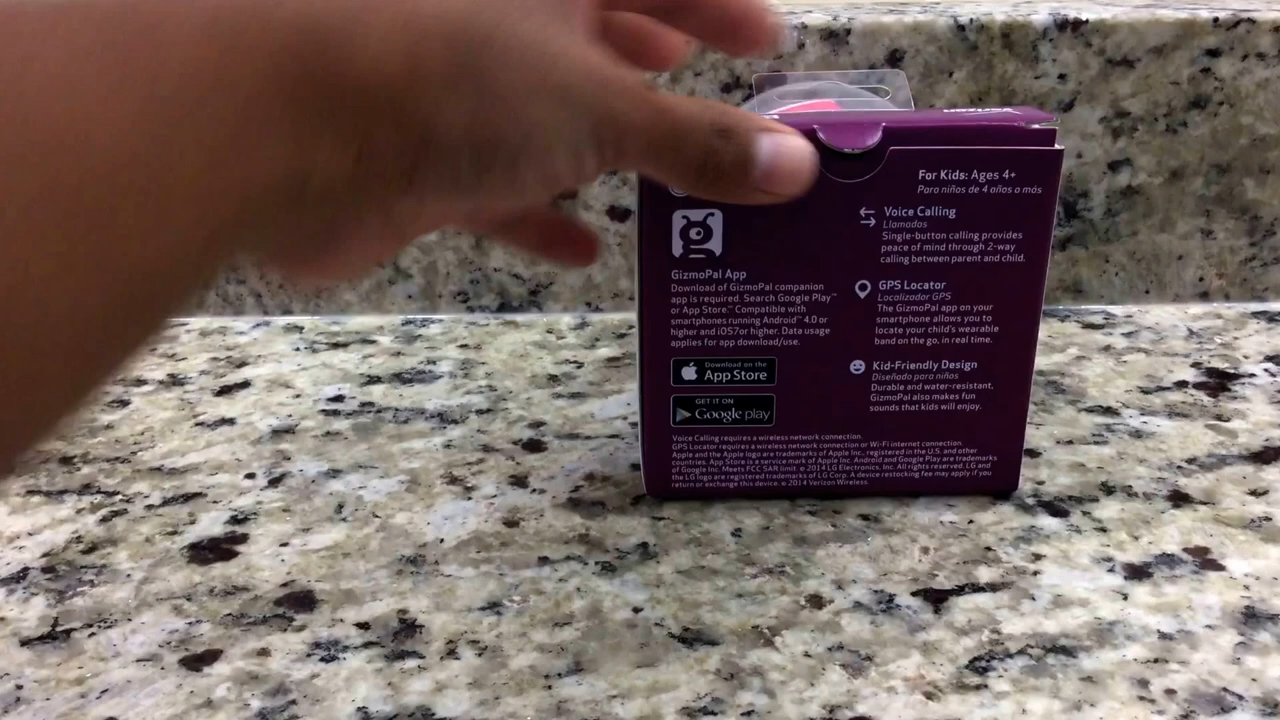 verizon
For Kids: Ages 4+
Para niños de 4 años o más
GizmoPal App
Download of GizmoPal companion
app is required. Search Google Play™
or App Store.℠ Compatible with
smartphones running Android™ 4.0 or
higher and iOS7or higher. Data usage
applies for app download/use.
Download on the
App Store
GET IT ON
Google play
Voice Calling
Llamadas
Single-button calling provides
peace of mind through 2-way
calling between parent and child.
GPS Locator
Localizador GPS
The GizmoPal app on your
smartphone allows you to
locate your child's wearable
band on the go, in real time.
Kid-Friendly Design
Diseñado para niños
Durable and water-resistant,
GizmoPal also makes fun
sounds that kids will enjoy.
Voice Calling requires a wireless network connection.
GPS Locator requires a wireless network connection or Wi-Fi internet connection.
Apple and the Apple logo are trademarks of Apple Inc., registered in the U.S. and other
countries. App Store is a service mark of Apple Inc. Android and Google Play are trademarks
of Google Inc. Meets FCC SAR limit. © 2014 LG Electronics, Inc. All rights reserved. LG and
the LG logo are registered trademarks of LG Corp. A device restocking fee may apply if you
return or exchange this device. © 2014 Verizon Wireless.